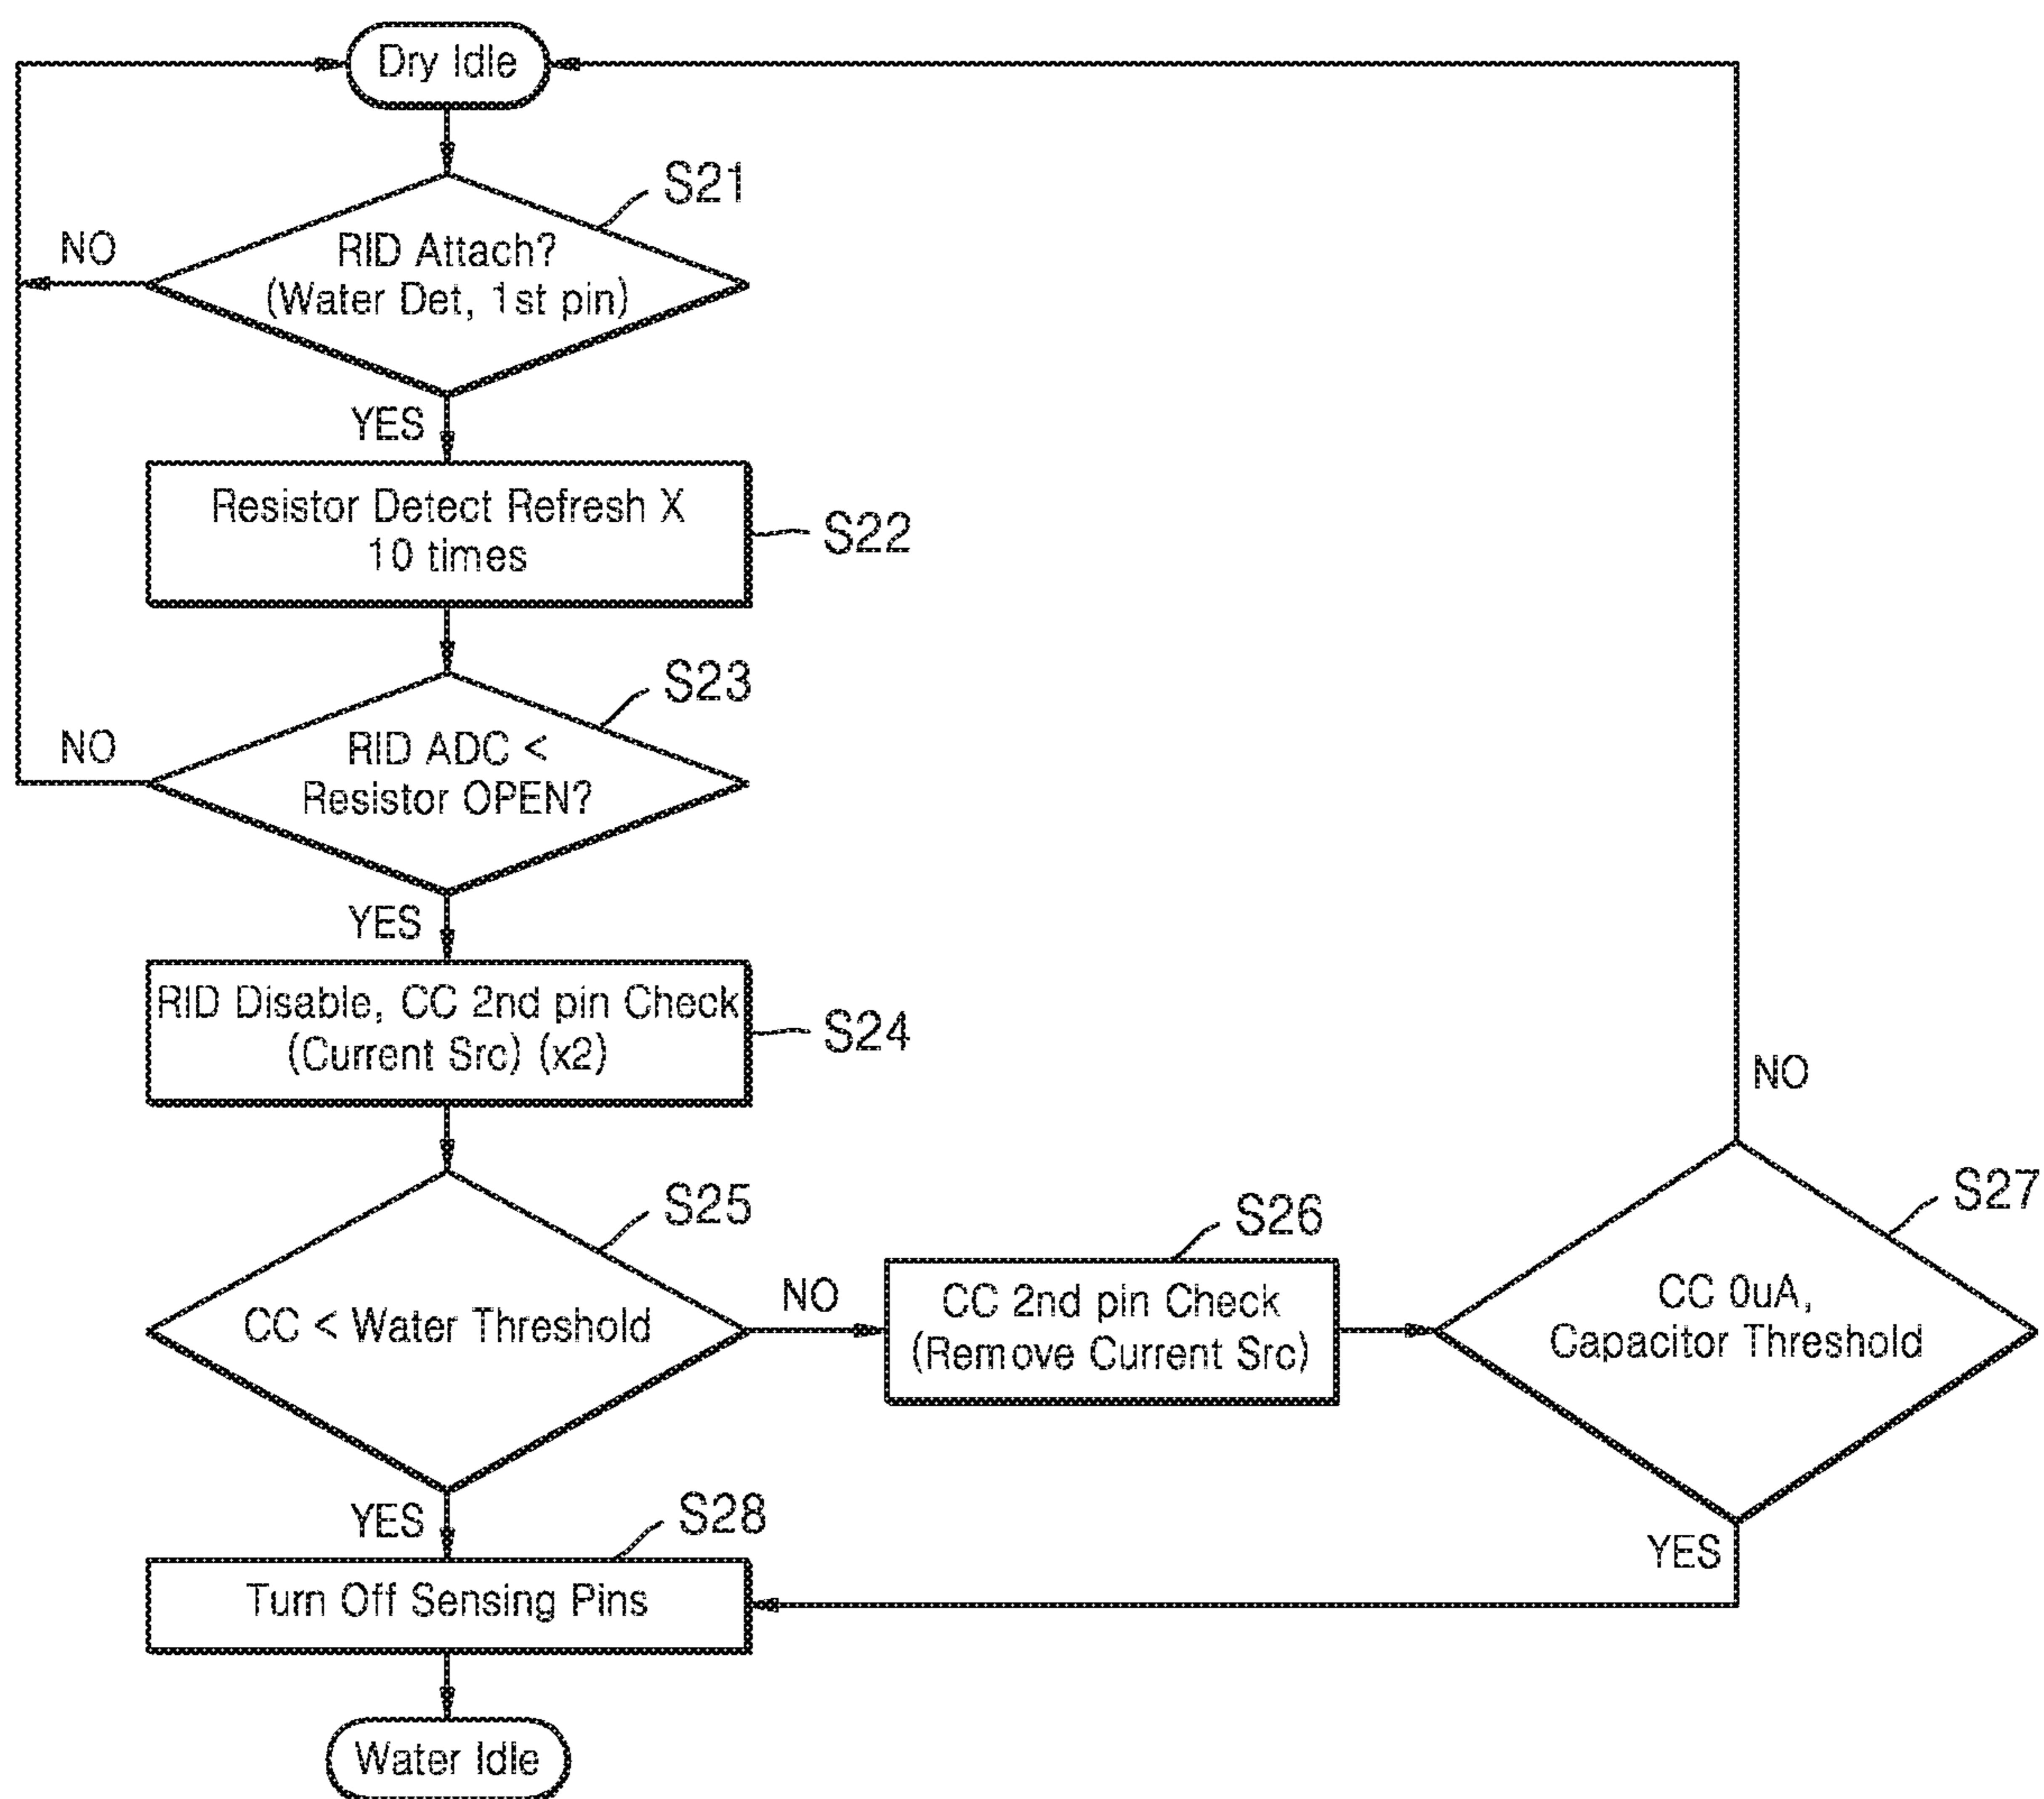 Dry Idle
S21
RID Attach?
(Water Det, 1st pin)
NO
YES
Resistor Detect Refresh X
10 times
S22
S23
RID ADC <
Resistor OPEN?
NO
YES
RID Disable, CC 2nd pin Check
(Current Src) (x2)
S24
S25
CC < Water Threshold
NO
YES
S26
CC 2nd pin Check
(Remove Current Src)
NO
S27
CC 0uA,
Capacitor Threshold
YES
S28
Turn Off Sensing Pins
Water Idle